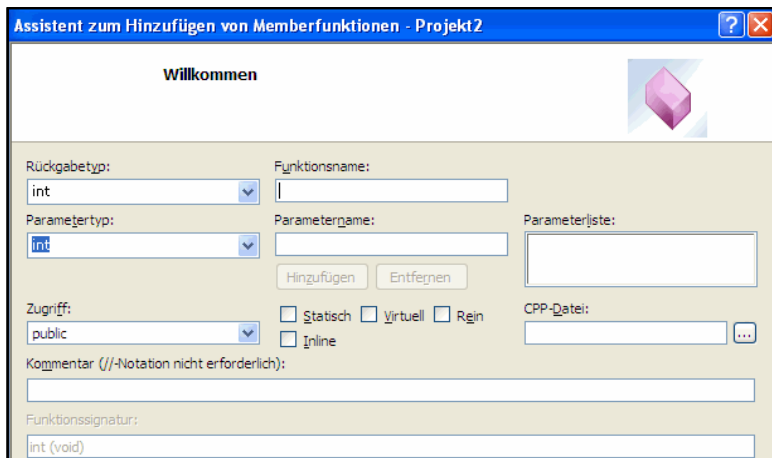 Assistent zum Hinzufügen von Memberfunktionen - Projekt2
Willkommen
Rückgabetyp:
Funktionsname:
int
Parametertyp:
Parametername:
Parameterliste:
int
Hinzufügen
Entfernen
Zugriff:
Statisch
Virtuell
Rein
CPP-Datei:
public
Inline
...
Kommentar (//-Notation nicht erforderlich):
Funktionssignatur:
int (void)